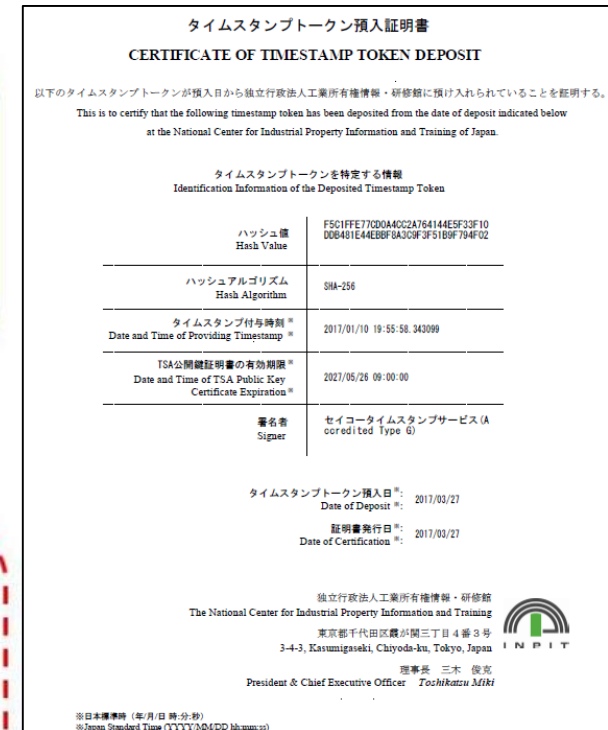 タイムスタンプトークン預入証明書
CERTIFICATE OF TIMESTAMP TOKEN DEPOSIT
以下のタイムスタンプトークンが預入日から独立行政法人工業所有権情報・研修館に預け入れられていることを証明する。
This is to certify that the following timestamp token has been deposited from the date of deposit indicated below
at the National Center for Industrial Property Information and Training of Japan.
タイムスタンプトークンを特定する情報
Identification Information of the Deposited Timestamp Token
ハッシュ値
Hash Value
F5C1FFE77CD0A4CC2A764144E5F33F10
DDB481E44EBBF8A3C9F3F51B9F794F02
ハッシュアルゴリズム
Hash Algorithm
SHA-256
タイムスタンプ付与時刻※
Date and Time of Providing Timestamp ※
2017/01/10 19:55:58.343099
TSA公開鍵証明書の有効期限※
Date and Time of TSA Public Key
Certificate Expiration※
2027/05/26 09:00:00
署名者
Signer
セイコータイムスタンプサービス(A
ccredited Type G)
タイムスタンプトークン預入日※:
Date of Deposit ※:
2017/03/27
証明書発行日※:
Date of Certification ※:
2017/03/27
独立行政法人工業所有権情報・研修館
The National Center for Industrial Property Information and Training
東京都千代田区霞が関三丁目4番3号
3-4-3, Kasumigaseki, Chiyoda-ku, Tokyo, Japan
INPIT
理事長 三木 俊克
President & Chief Executive Officer Toshikatsu Miki
※日本標準時(年/月/日 時:分:秒)
※Japan Standard Time (YYYY/MM/DD hh:mm:ss)